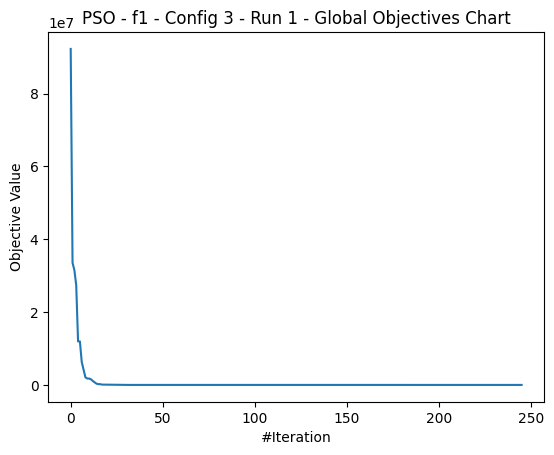 PSO - f1 - Config 3 - Run 1 - Global Objectives Chart
1e7
8
6
4
2
0
Objective Value
0 50 100 150 200 250
#Iteration